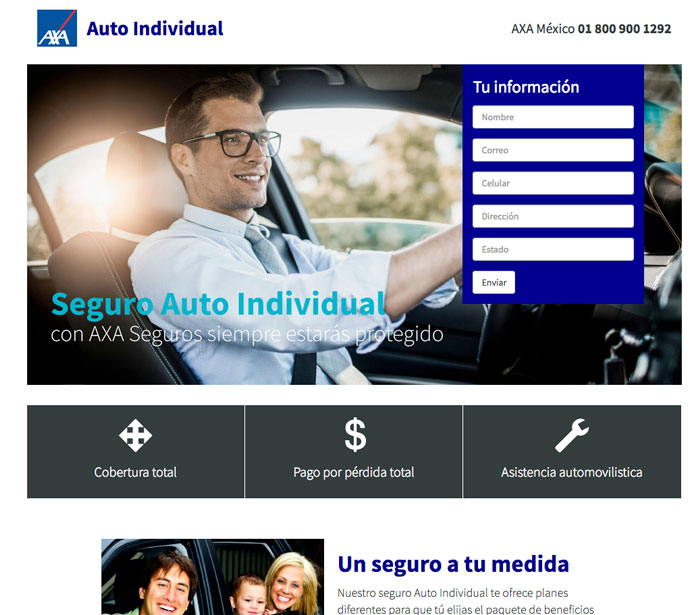 AXA
Auto Individual
AXA México 01 800 900 1292
Tu información
Nombre
Correo
Celular
Dirección
Estado
Enviar
Seguro Auto Individual
con AXA Seguros siempre estarás protegido
Cobertura total
Pago por pérdida total
Asistencia automovilistica
Un seguro a tu medida
Nuestro seguro Auto Individual te ofrece planes
diferentes para que tú elijas el paquete de beneficios